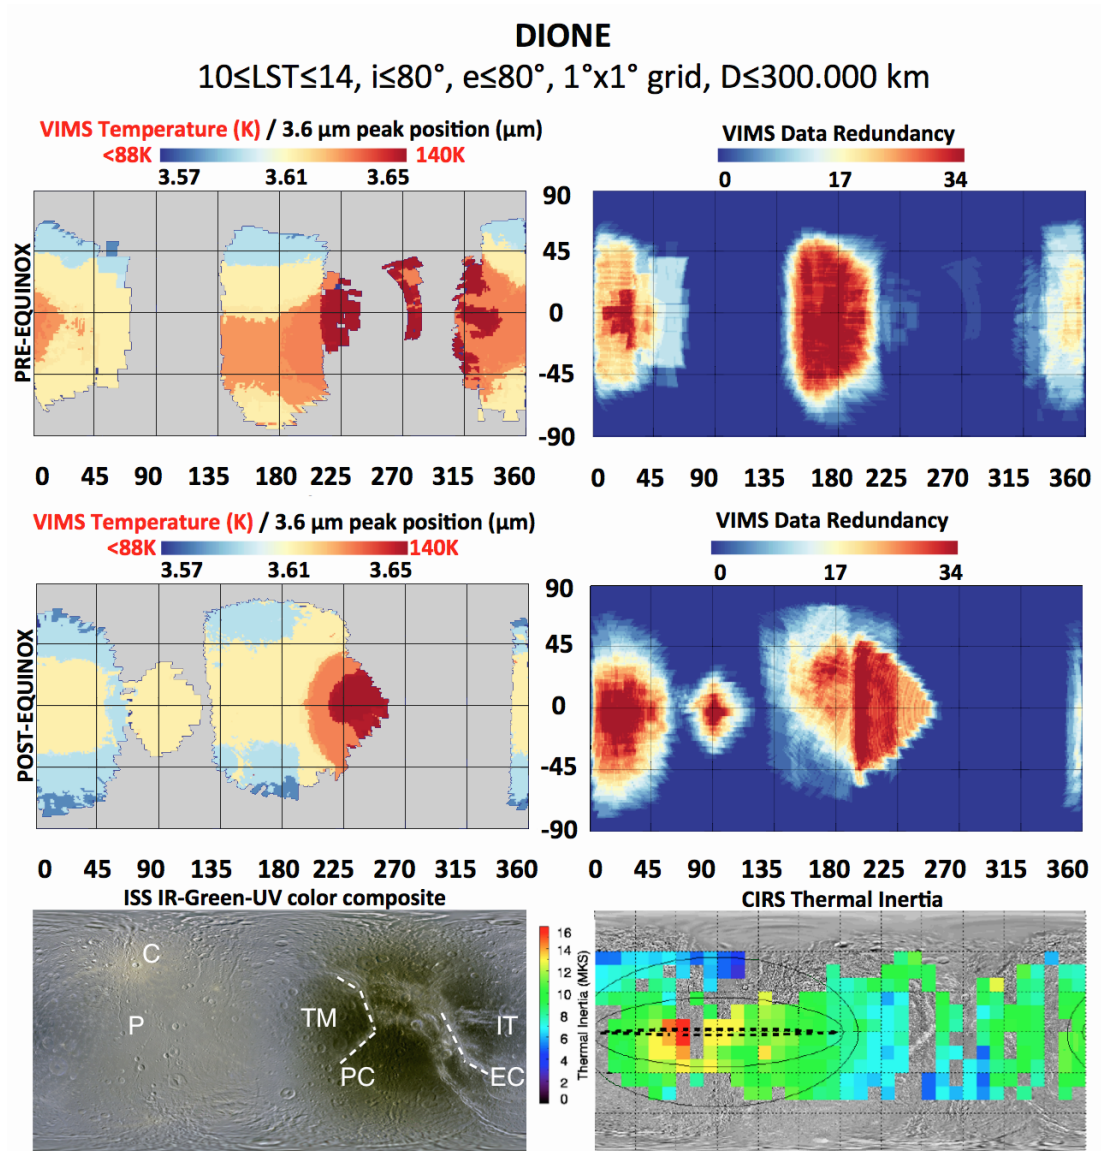 DIONE
10≤LST≤14, i≤80°, e≤80°, 1°x1° grid, D≤300.000 km
VIMS Temperature (K) / 3.6 μm peak position (μm)
<88K 140K
3.57 3.61 3.65
VIMS Data Redundancy
0 17 34
PRE-EQUINOX
90
45
0
-45
-90
0 45 90 135 180 225 270 315 360
0 45 90 135 180 225 270 315 360
VIMS Temperature (K) / 3.6 μm peak position (μm)
<88K 140K
3.57 3.61 3.65
VIMS Data Redundancy
0 17 34
POST-EQUINOX
90
45
0
-45
-90
0 45 90 135 180 225 270 315 360
0 45 90 135 180 225 270 315 360
ISS IR-Green-UV color composite
C
P
TM
PC
IT
EC
CIRS Thermal Inertia
Thermal Inertia (MKS)
16
14
12
10
8
6
4
2
0